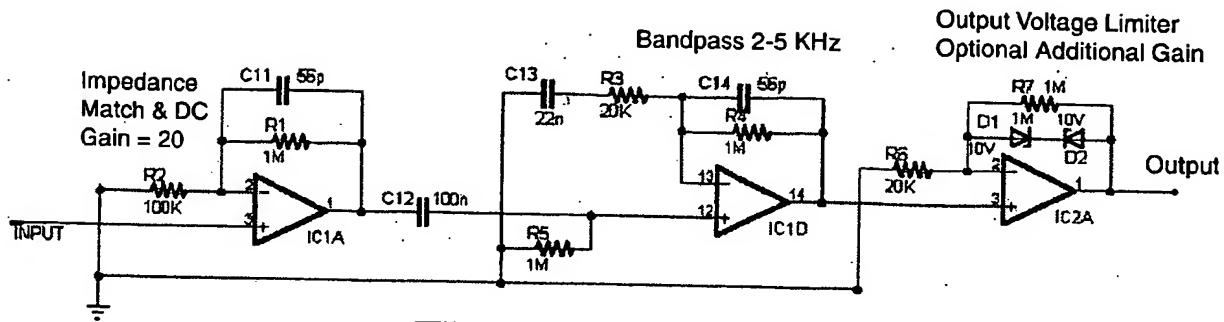 Output Voltage Limiter
Optional Additional Gain
Bandpass 2-5 KHz
Impedance
Match & DC
Gain = 20
C11
56p
R1
1M
R2
100K
2
3
1
IC1A
INPUT
C12
100n
C13
22n
R3
20K
C14
56p
R4
1M
13
12
14
IC1D
R5
1M
R6
20K
R7
1M
D1
1M
10V
10V
D2
2
3
1
IC2A
Output